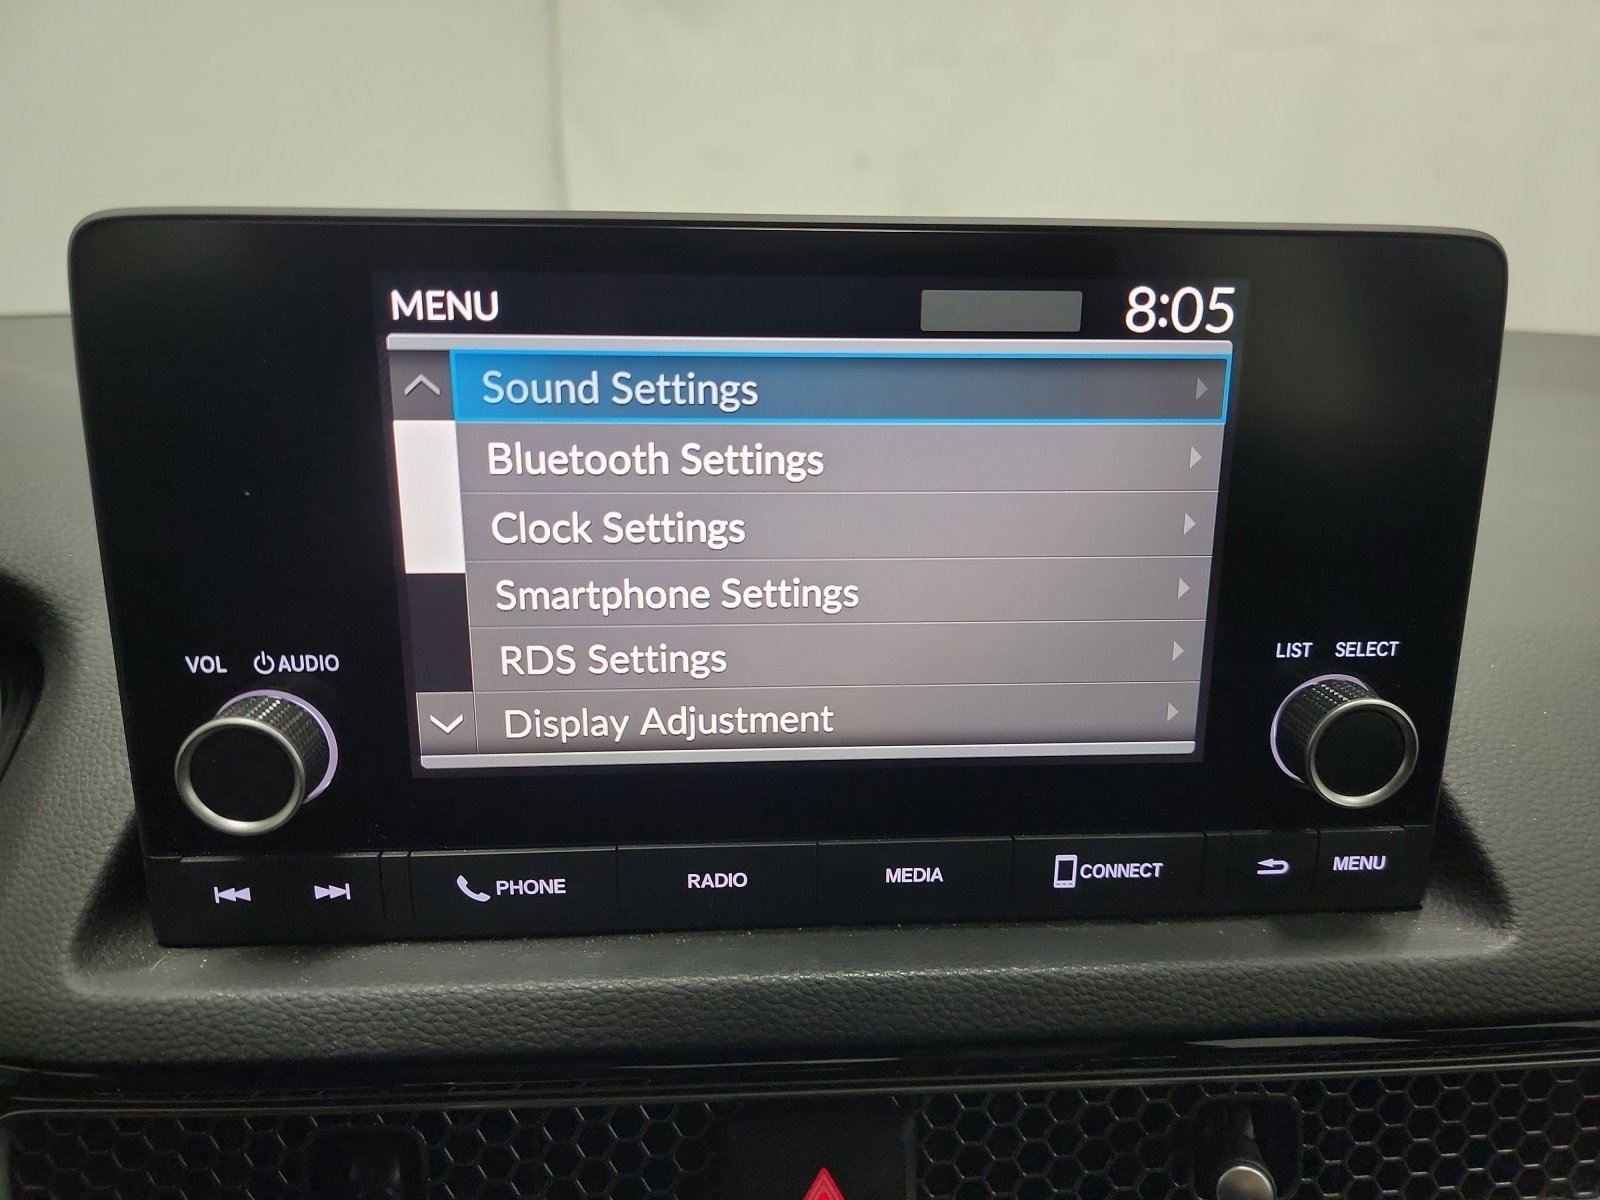 MENU 8:05
Sound Settings
Bluetooth Settings
Clock Settings
Smartphone Settings
RDS Settings
Display Adjustment
VOL AUDIO
LIST SELECT
PHONE
RADIO
MEDIA
CONNECT
MENU